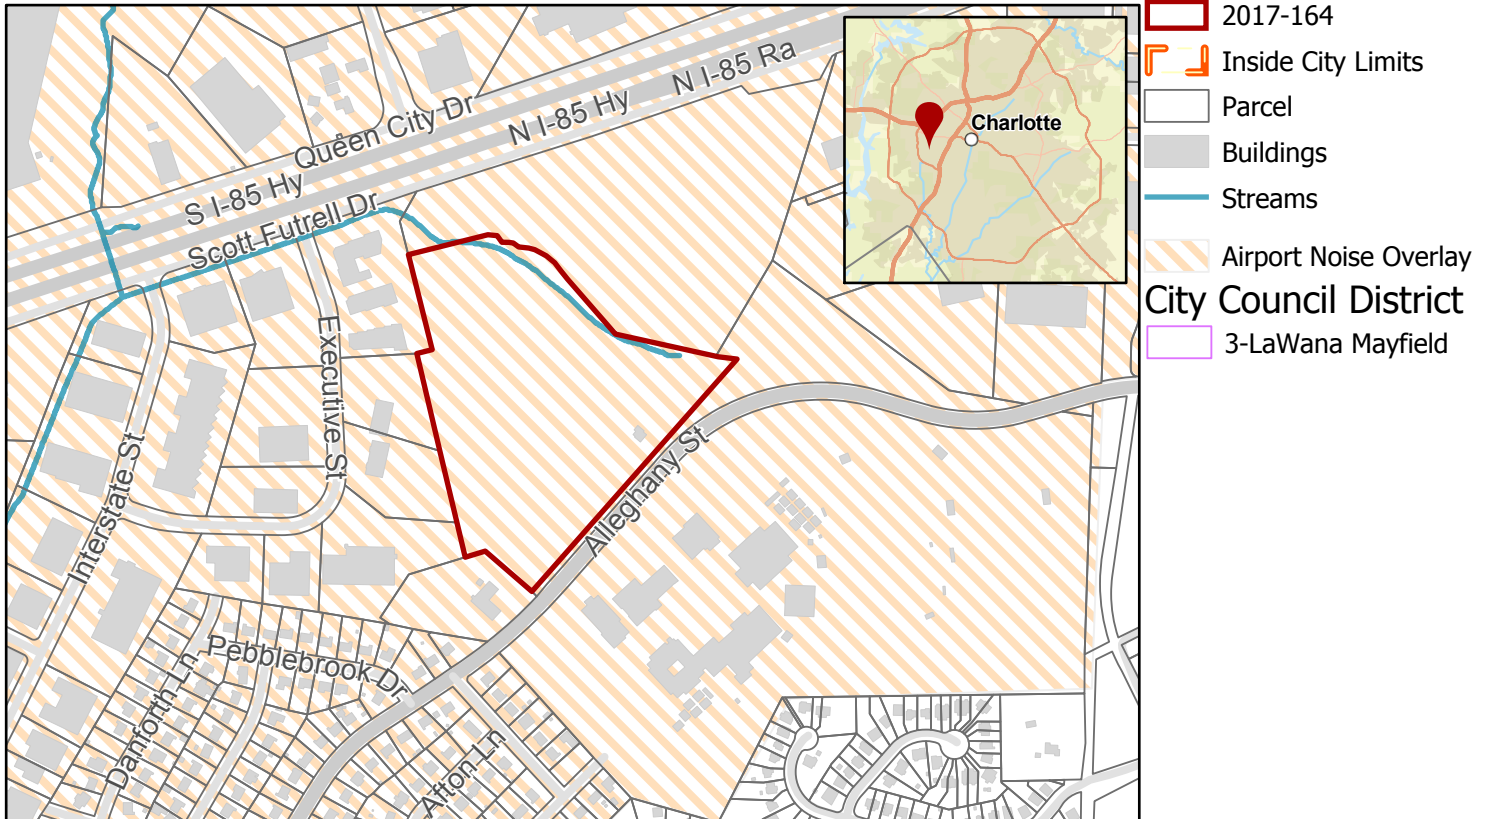 Queen City Dr
N I-85 Ra
N I-85 Hy
S I-85 Hy
Scott Futrell Dr
Executive St
Interstate St
Alleghany St
Pebblebrook Dr
Danforth Ln
Afton Ln
Charlotte
2017-164
Inside City Limits
Parcel
Buildings
Streams
Airport Noise Overlay
City Council District
3-LaWana Mayfield